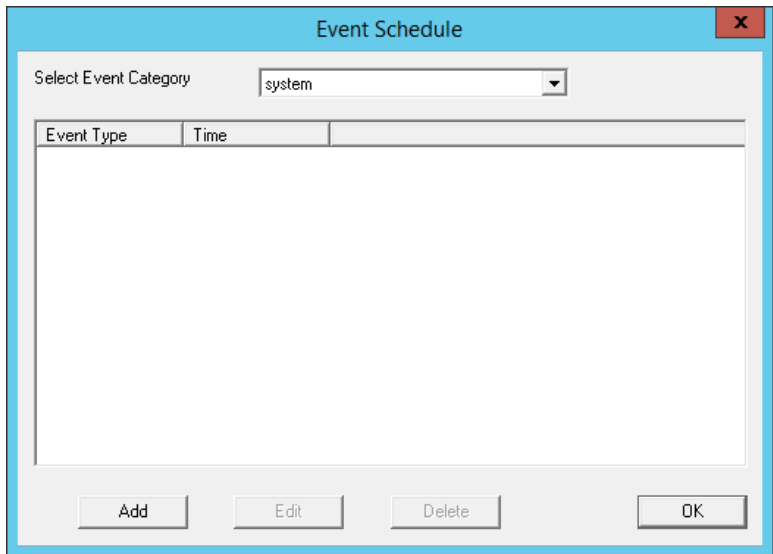 Event Schedule
x
Select Event Category
system
Event Type Time
Add Edit Delete OK